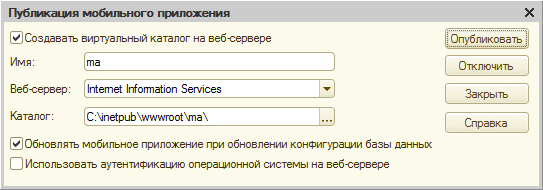 Публикация мобильного приложения
Создавать виртуальный каталог на веб-сервере
Опубликовать
Имя: ma
Отключить
Веб-сервер: Internet Information Services
Закрыть
Каталог: C:\inetpub\wwwroot\ma\ ...
Справка
Обновлять мобильное приложение при обновлении конфигурации базы данных
Использовать аутентификацию операционной системы на веб-сервере